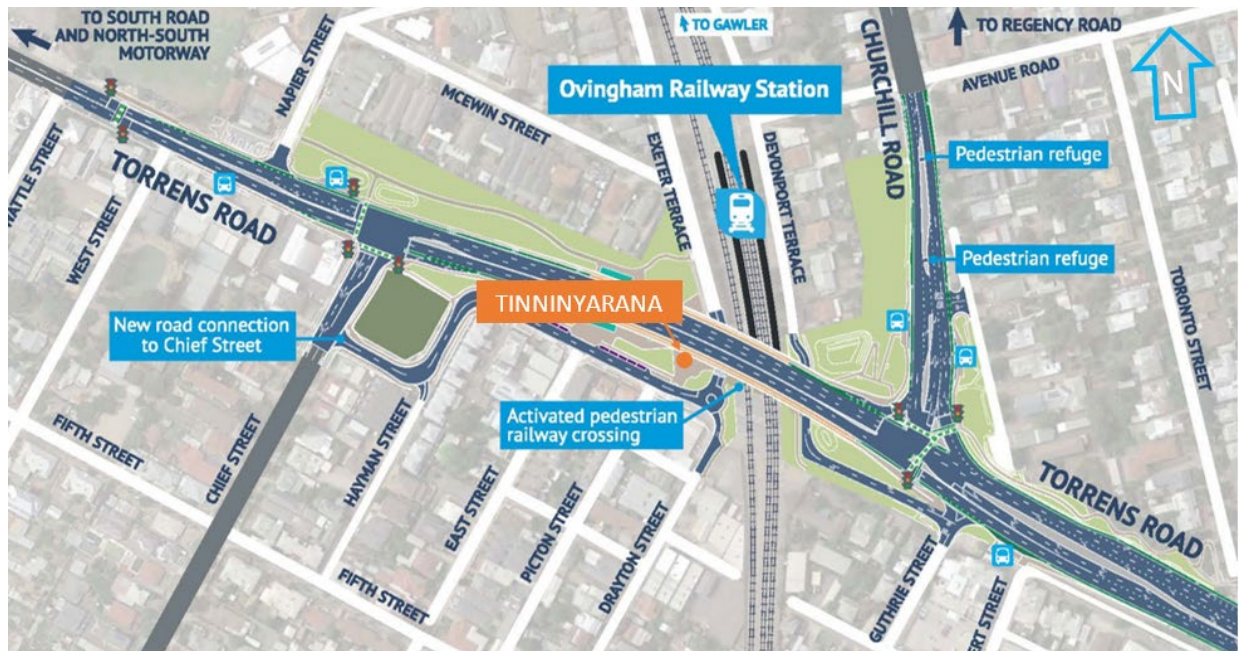 TO SOUTH ROAD
AND NORTH-SOUTH
MOTORWAY
NAPIER STREET
TO GAWLER
TO REGENCY ROAD
N
AVENUE ROAD
CHURCHILL ROAD
Ovingham Railway Station
MCEWIN STREET
EXETER TERRACE
DEVONPORT TERRACE
Pedestrian refuge
Pedestrian refuge
TORONTO STREET
WEST STREET
TORRENS ROAD
TINNINYARANA
New road connection
to Chief Street
Activated pedestrian
railway crossing
FIFTH STREET
CHIEF STREET
HAYMAN STREET
EAST STREET
PICTON STREET
DRAYTON STREET
FIFTH STREET
TORRENS ROAD
GUTHRIE STREET